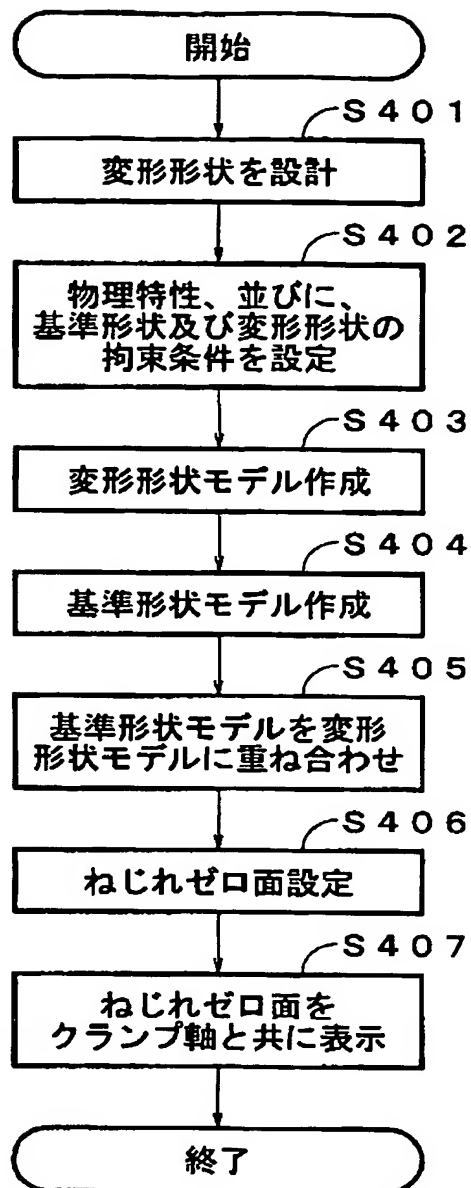 開始
S401
変形形状を設計
S402
物理特性、並びに、
基準形状及び変形形状の
拘束条件を設定
S403
変形形状モデル作成
S404
基準形状モデル作成
S405
基準形状モデルを変形
形状モデルに重ね合わせ
S406
ねじれゼロ面設定
S407
ねじれゼロ面を
クランプ軸と共に表示
終了